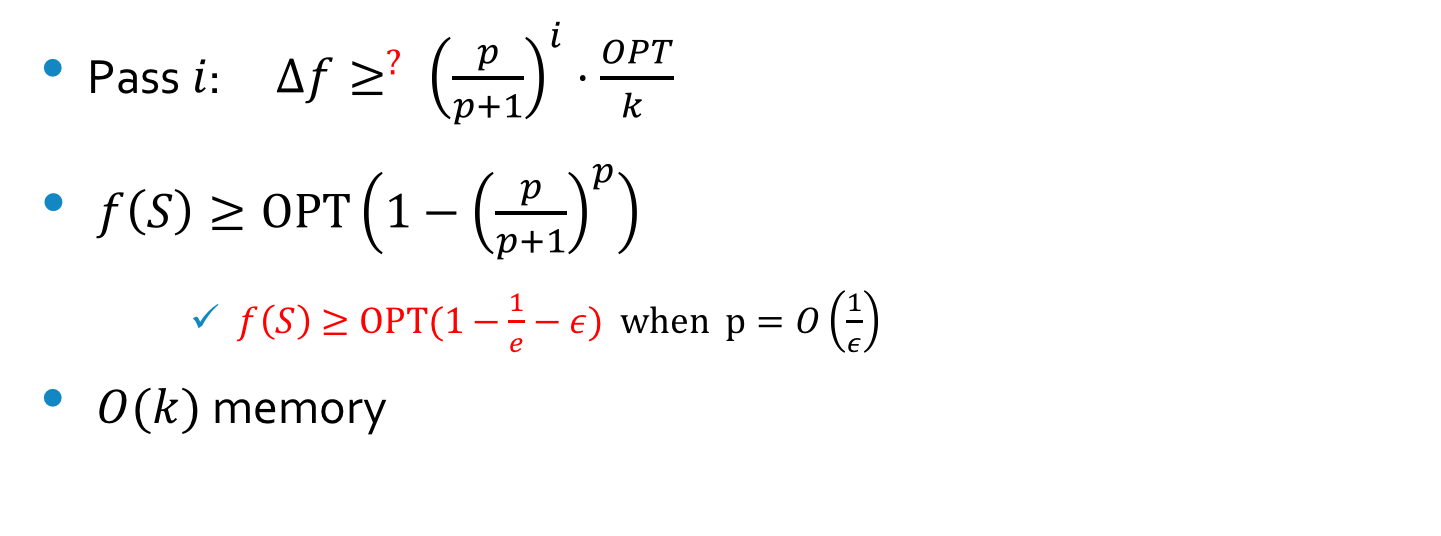 • Pass 𝑖: Δ𝑓 ≥? (𝑝/(𝑝+1))^𝑖 · 𝑂𝑃𝑇/𝑘
• 𝑓(𝑆) ≥ OPT(1 − (𝑝/(𝑝+1))^𝑝)
✓ 𝑓(𝑆) ≥ OPT(1 − 1/𝑒 − 𝜖) when p = 𝑂(1/𝜖)
• 𝑂(𝑘) memory